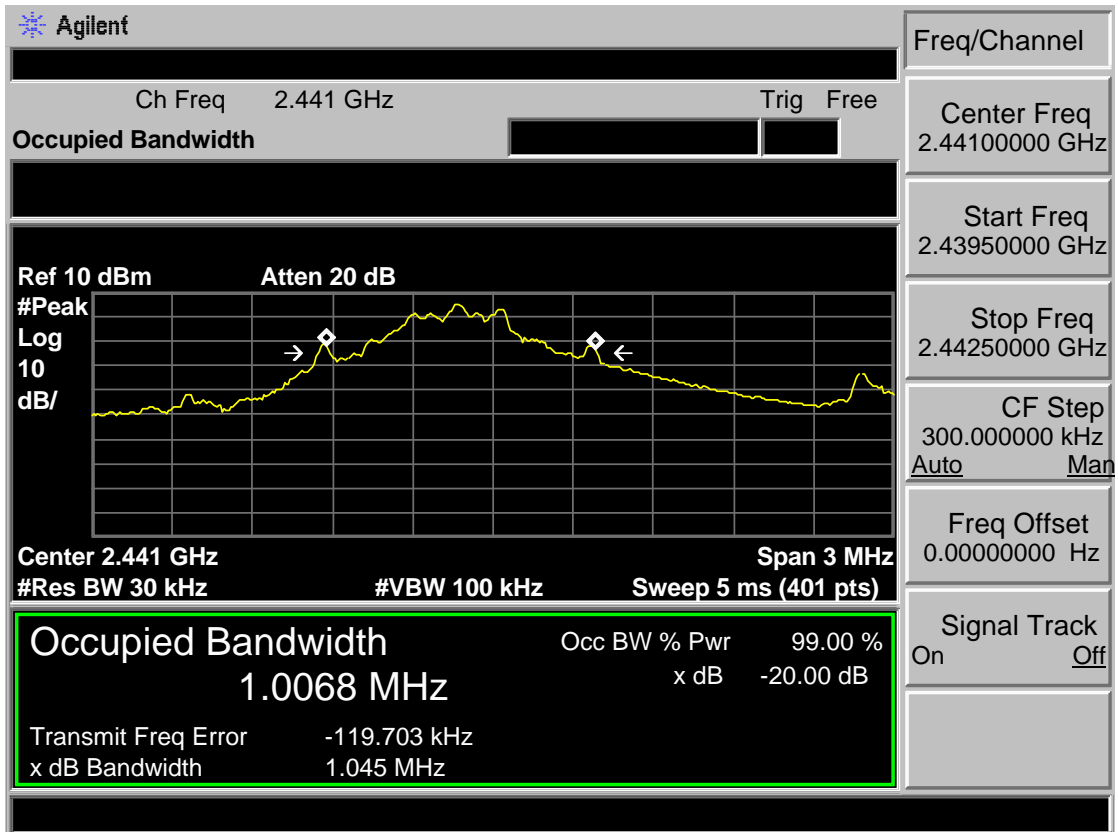 Agilent
Freq/Channel
Ch Freq 2.441 GHz Trig Free
Occupied Bandwidth
Center Freq
2.44100000 GHz
Start Freq
2.43950000 GHz
Stop Freq
2.44250000 GHz
CF Step
300.000000 kHz
Auto Man
Freq Offset
0.00000000 Hz
Signal Track
On Off
Ref 10 dBm Atten 20 dB
#Peak
Log
10
dB/
Center 2.441 GHz Span 3 MHz
#Res BW 30 kHz #VBW 100 kHz Sweep 5 ms (401 pts)
Occupied Bandwidth Occ BW % Pwr 99.00 %
1.0068 MHz x dB -20.00 dB
Transmit Freq Error -119.703 kHz
x dB Bandwidth 1.045 MHz